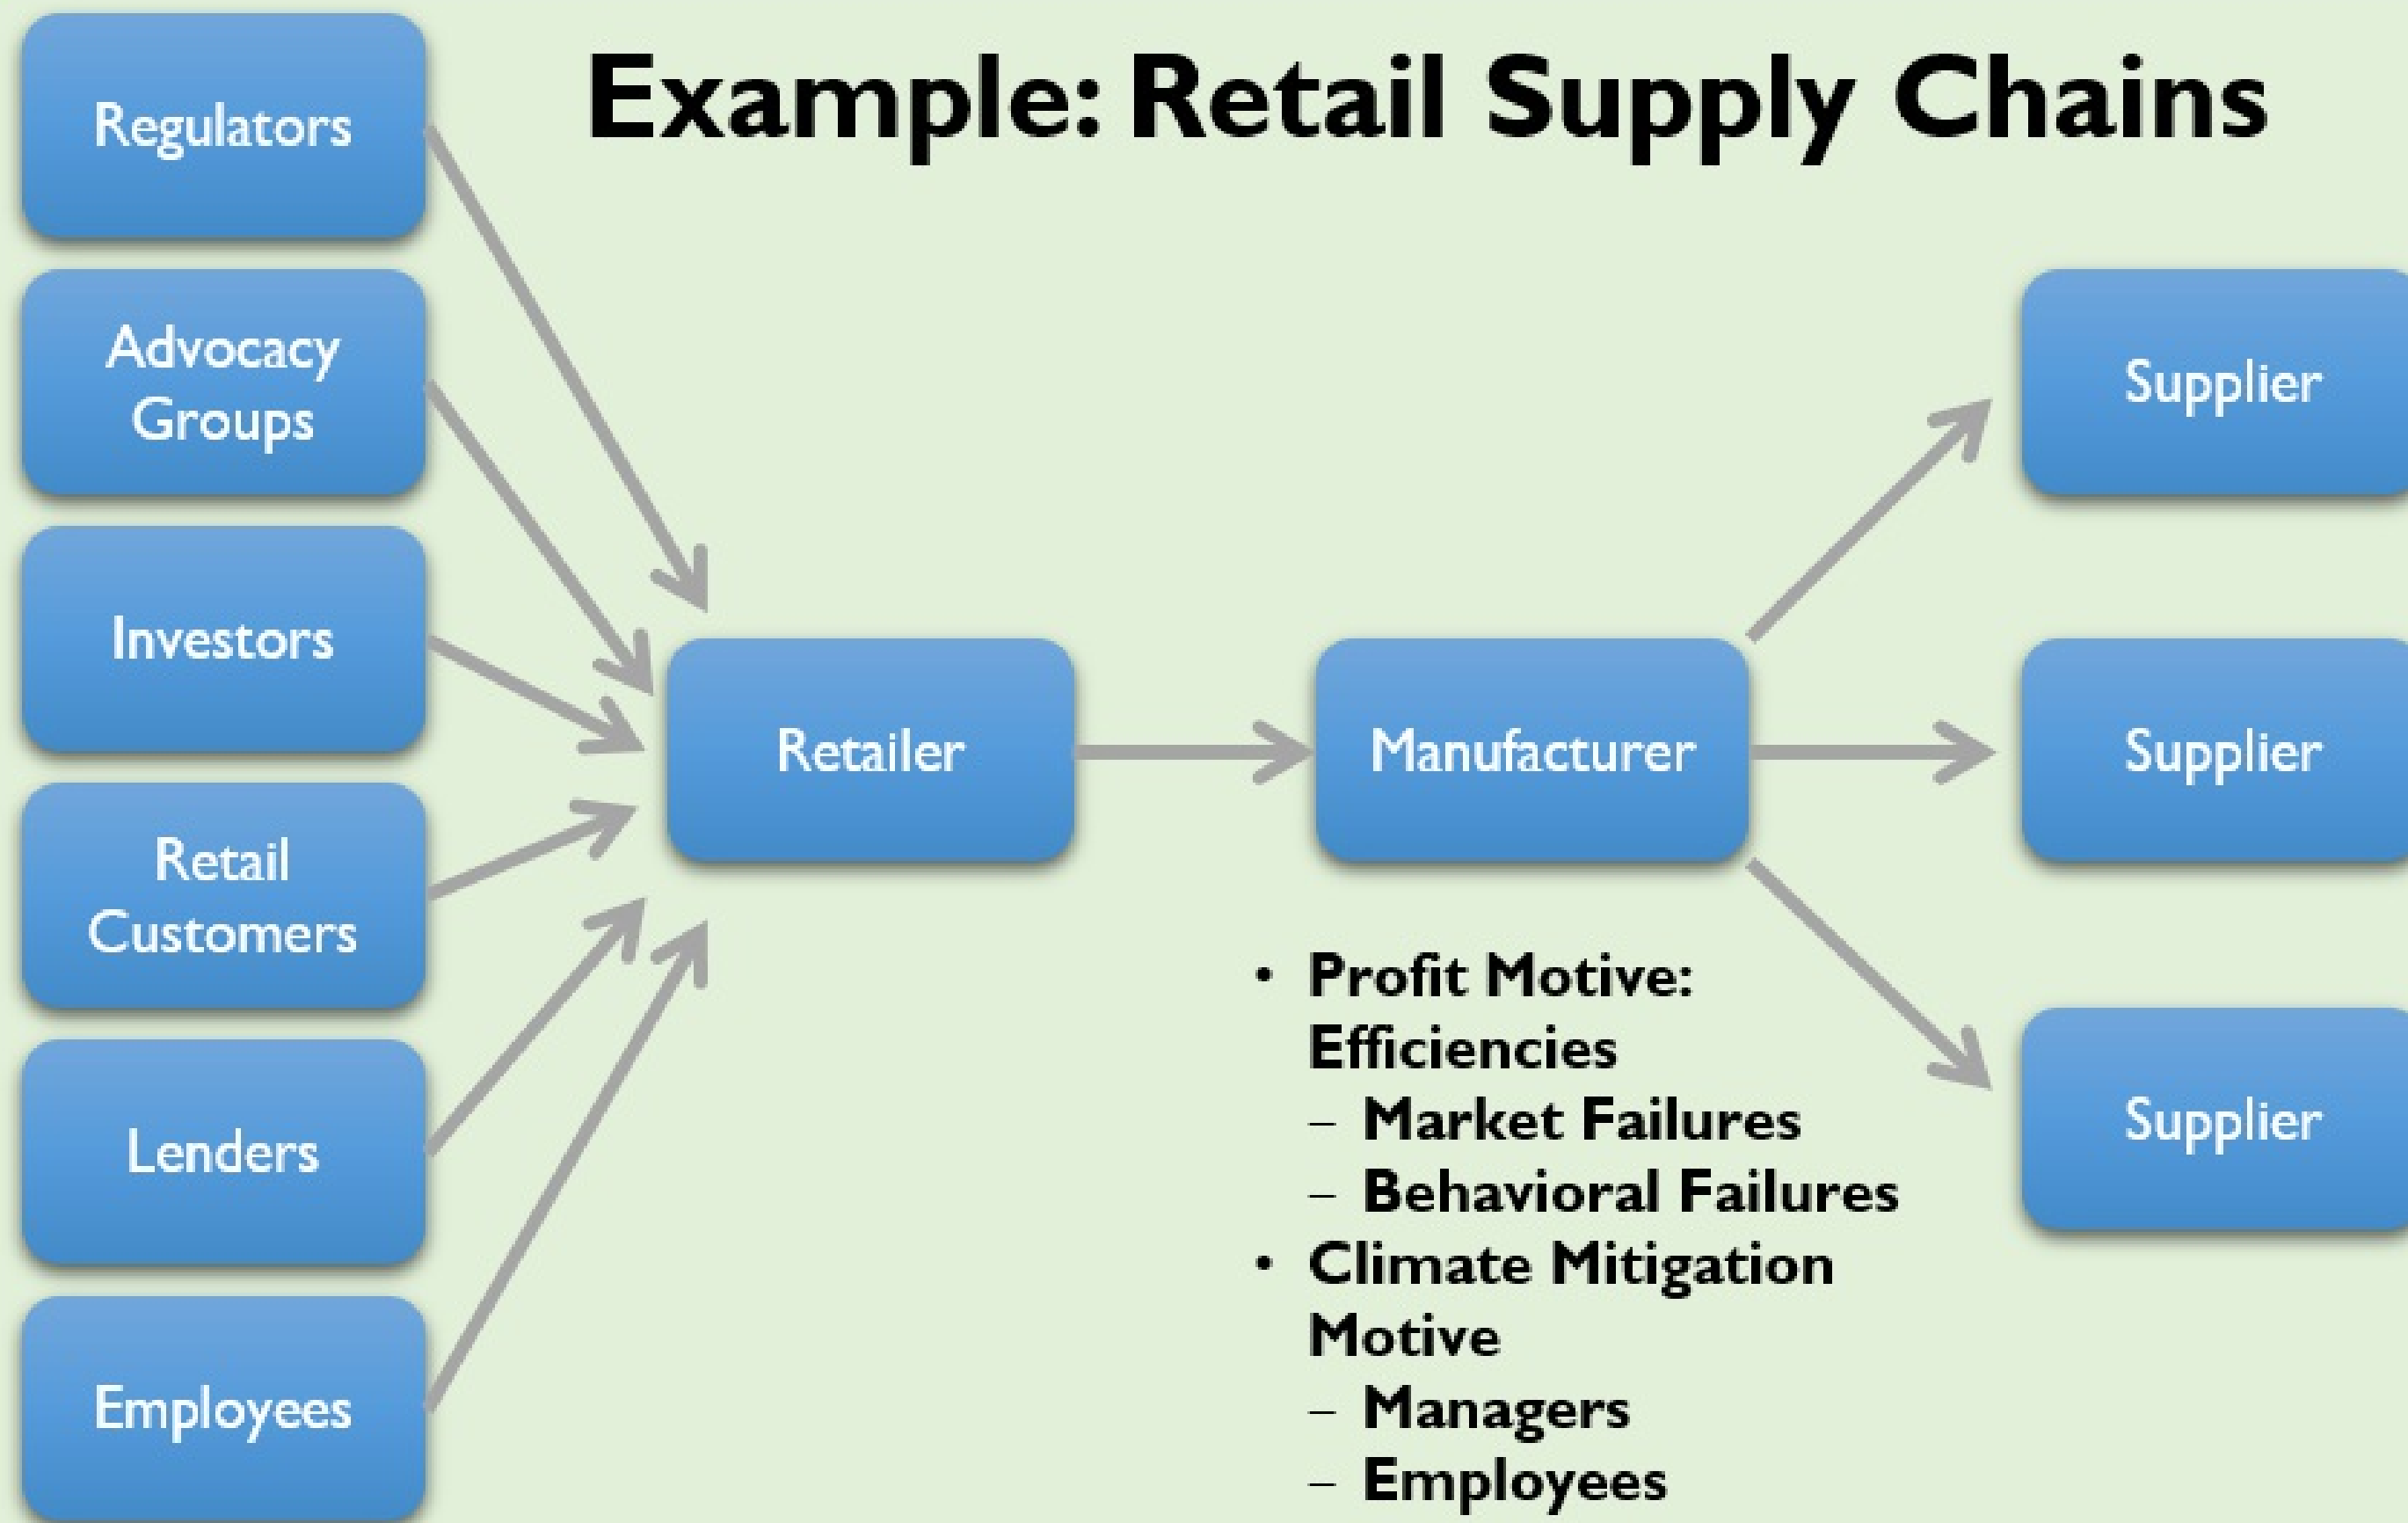 Example: Retail Supply Chains
Regulators
Advocacy
Groups
Investors
Retail
Customers
Lenders
Employees
Retailer
Manufacturer
Supplier
Supplier
Supplier
• Profit Motive:
Efficiencies
– Market Failures
– Behavioral Failures
• Climate Mitigation
Motive
– Managers
– Employees